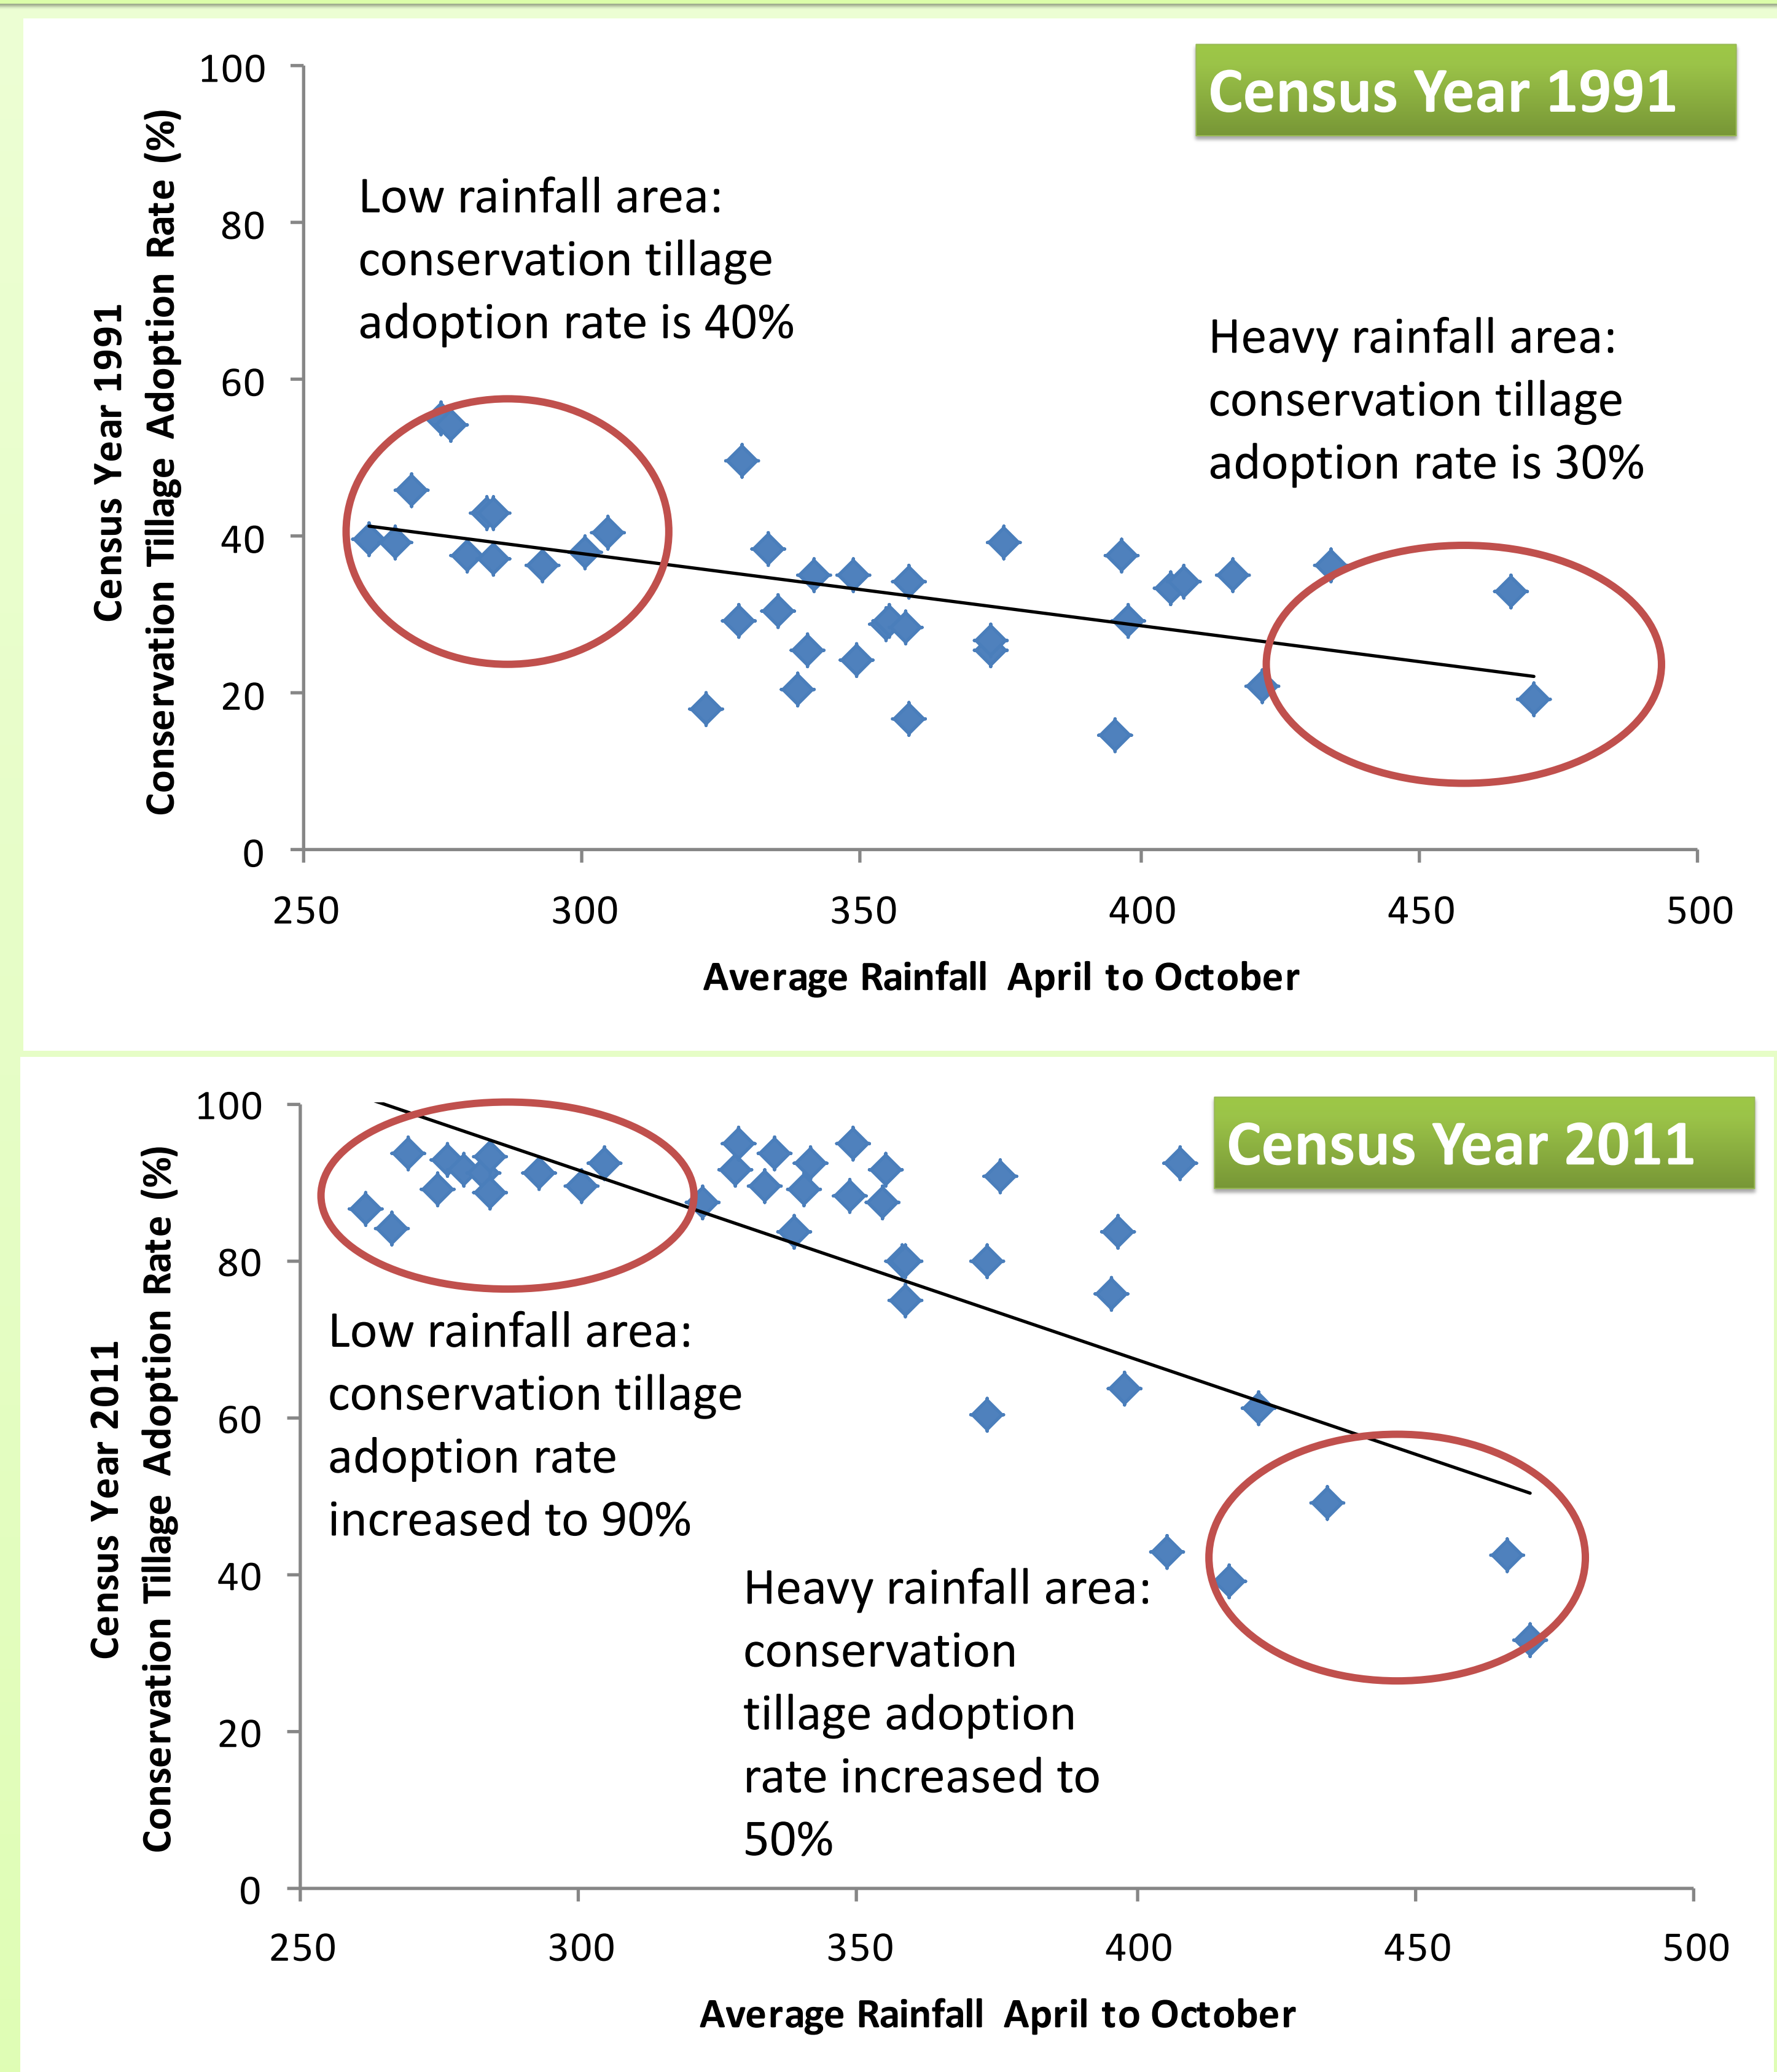 Census Year 1991
100
80
60
40
20
0
Census Year 1991
Conservation Tillage Adoption Rate (%)
Low rainfall area:
conservation tillage
adoption rate is 40%
Heavy rainfall area:
conservation tillage
adoption rate is 30%
250 300 350 400 450 500
Average Rainfall April to October
Census Year 2011
100
80
60
40
20
0
Census Year 2011
Conservation Tillage Adoption Rate (%)
Low rainfall area:
conservation tillage
adoption rate
increased to 90%
Heavy rainfall area:
conservation
tillage adoption
rate increased to
50%
250 300 350 400 450 500
Average Rainfall April to October